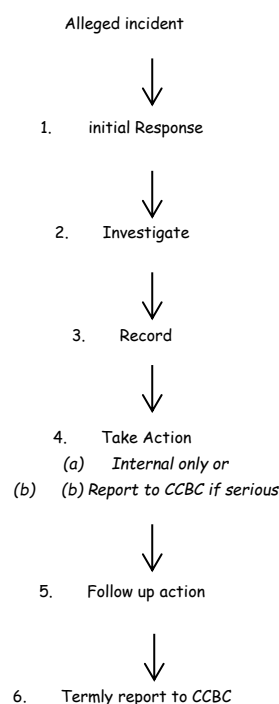 Alleged incident
1. initial Response
2. Investigate
3. Record
4. Take Action
(a) Internal only or
(b) (b) Report to CCBC if serious
5. Follow up action
6. Termly report to CCBC